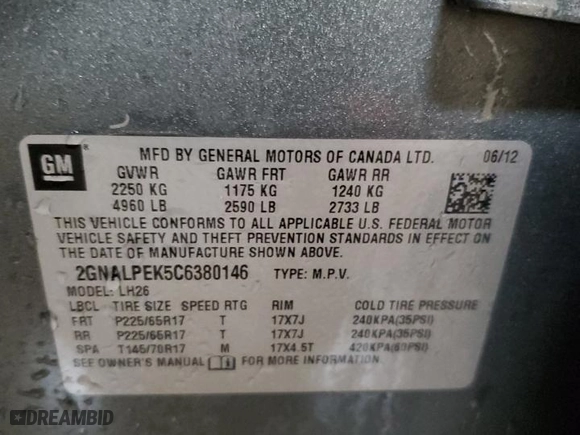 GM ®
MFD BY GENERAL MOTORS OF CANADA LTD. 06/12
GVWR GAWR FRT GAWR RR
2250 KG 1175 KG 1240 KG
4960 LB 2590 LB 2733 LB
THIS VEHICLE CONFORMS TO ALL APPLICABLE U.S. FEDERAL MOTOR
VEHICLE SAFETY AND THEFT PREVENTION STANDARDS IN EFFECT ON
THE DATE OF MANUFACTURE SHOWN ABOVE.
2GNALPEK5C6380146 TYPE: M.P.V.
MODEL: LH26
LBCL TIRE SIZE SPEED RTG RIM COLD TIRE PRESSURE
FRT P225/65R17 T 17X7J 240KPA(35PSI)
RR P225/65R17 T 17X7J 240KPA(35PSI)
SPA T145/70R17 M 17X4.5T 420KPA(60PSI)
SEE OWNER'S MANUAL FOR MORE INFORMATION.
DREAMBID